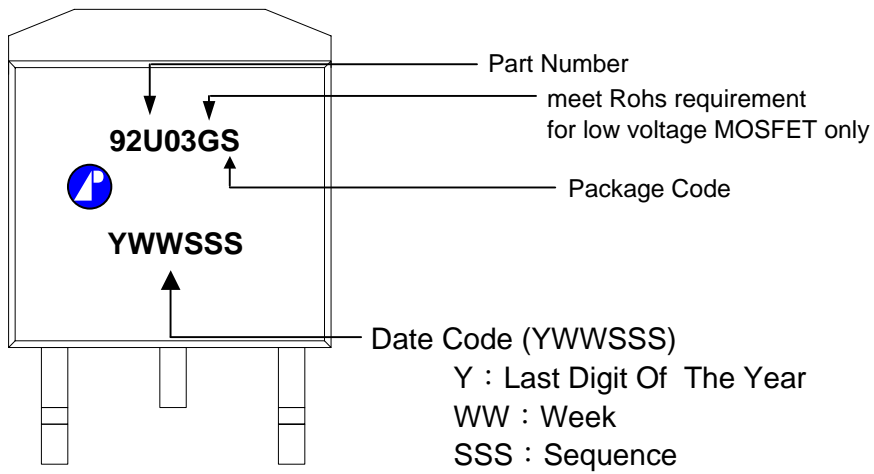 Part Number
meet Rohs requirement
for low voltage MOSFET only
92U03GS
Package Code
YWWSSS
Date Code (YWWSSS)
Y：Last Digit Of The Year
WW：Week
SSS：Sequence